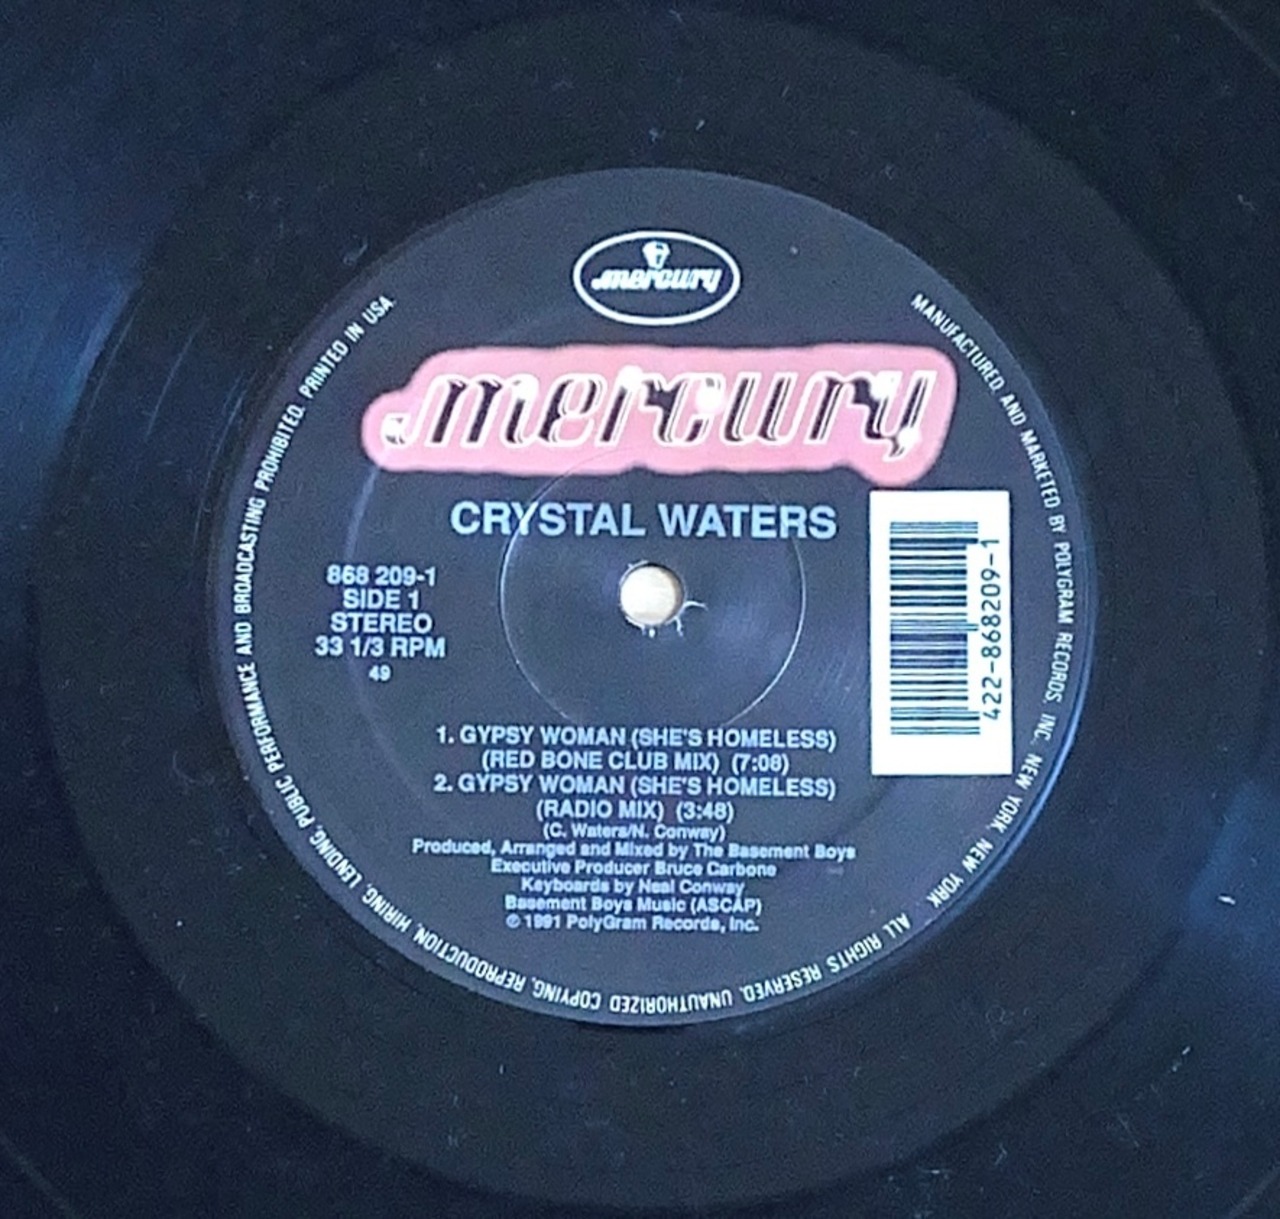 mercury
mercury
CRYSTAL WATERS
868 209-1
SIDE 1
STEREO
33 1/3 RPM
49
422-868209-1
1. GYPSY WOMAN (SHE'S HOMELESS)
(RED BONE CLUB MIX) (7:08)
2. GYPSY WOMAN (SHE'S HOMELESS)
(RADIO MIX) (3:48)
(C. Waters/N. Conway)
Produced, Arranged and Mixed by The Basement Boys
Executive Producer Bruce Carbone
Keyboards by Neal Conway
Basement Boys Music (ASCAP)
℗ 1991 PolyGram Records, Inc.
MANUFACTURED AND MARKETED BY POLYGRAM RECORDS, INC. NEW YORK, NEW YORK ALL RIGHTS RESERVED. UNAUTHORIZED COPYING, REPRODUCTION, HIRING, LENDING, PUBLIC PERFORMANCE AND BROADCASTING PROHIBITED. PRINTED IN USA.